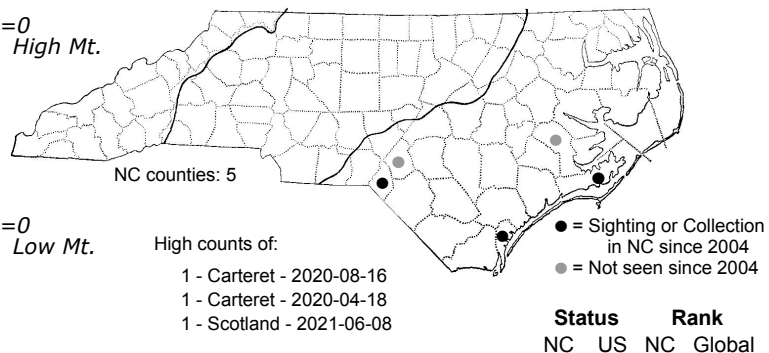 =0
High Mt.
NC counties: 5
=0
Low Mt.
High counts of:
1 - Carteret - 2020-08-16
1 - Carteret - 2020-04-18
1 - Scotland - 2021-06-08
● = Sighting or Collection
in NC since 2004
● = Not seen since 2004
Status Rank
NC US NC Global